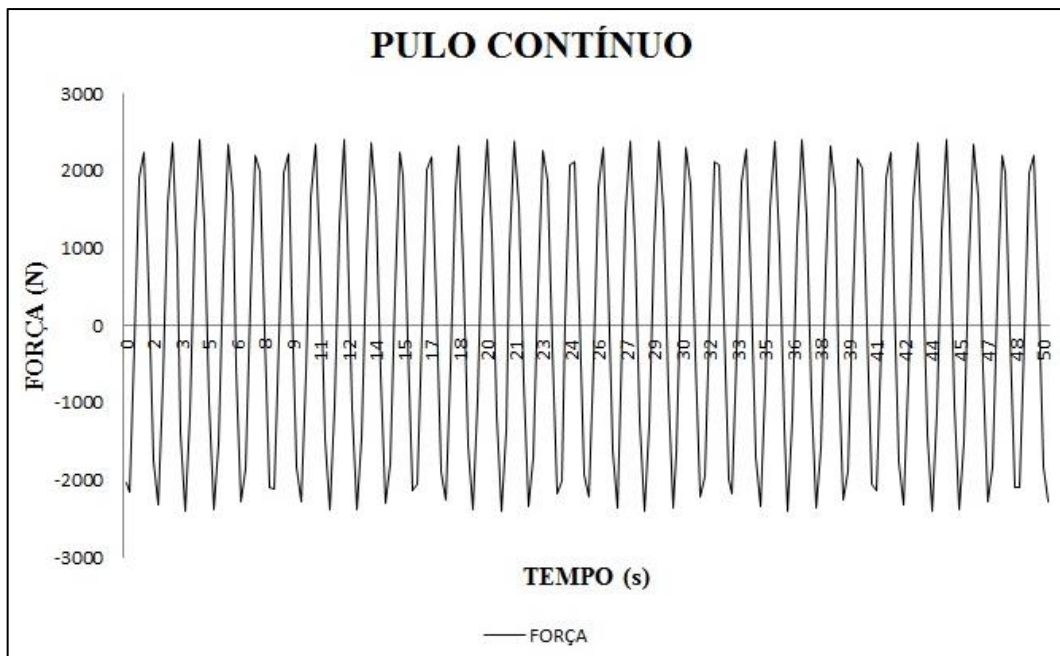 PULO CONTÍNUO
3000
2000
1000
0
-1000
-2000
-3000
FORÇA (N)
0 2 3 5 6 8 9 11 12 14 15 17 18 20 21 23 24 26 27 29 30 32 33 35 36 38 39 41 42 44 45 47 48 50
TEMPO (s)
FORÇA